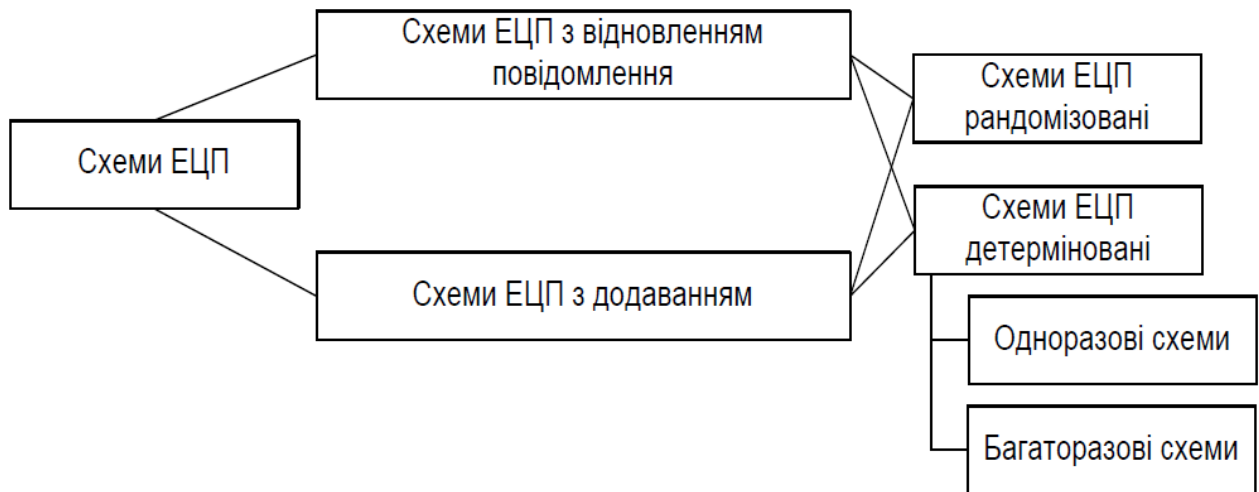 Схеми ЕЦП
Схеми ЕЦП з відновленням
повідомлення
Схеми ЕЦП з додаванням
Схеми ЕЦП
рандомізовані
Схеми ЕЦП
детерміновані
Одноразові схеми
Багаторазові схеми